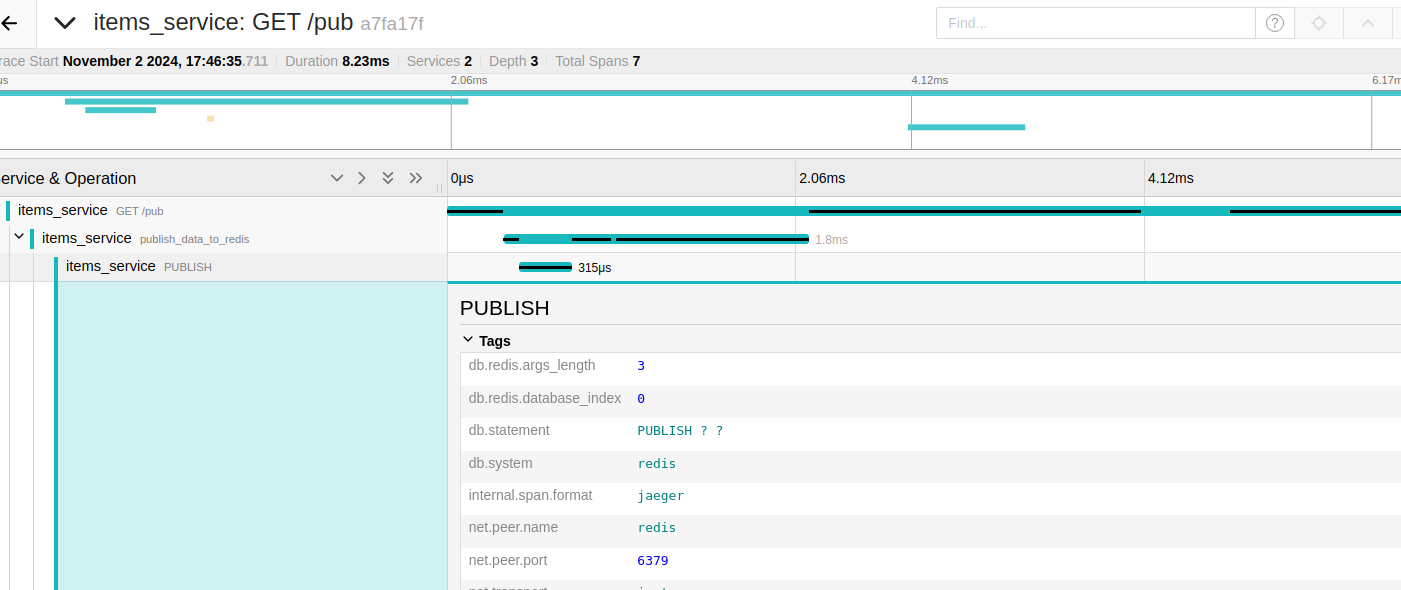 items_service: GET /pub a7fa17f
Find...
?
race Start November 2 2024, 17:46:35.711 Duration 8.23ms Services 2 Depth 3 Total Spans 7
μs 2.06ms 4.12ms 6.17m
ervice & Operation 0μs 2.06ms 4.12ms
items_service GET /pub
items_service publish_data_to_redis 1.8ms
items_service PUBLISH 315μs
PUBLISH
Tags
db.redis.args_length 3
db.redis.database_index 0
db.statement PUBLISH ? ?
db.system redis
internal.span.format jaeger
net.peer.name redis
net.peer.port 6379